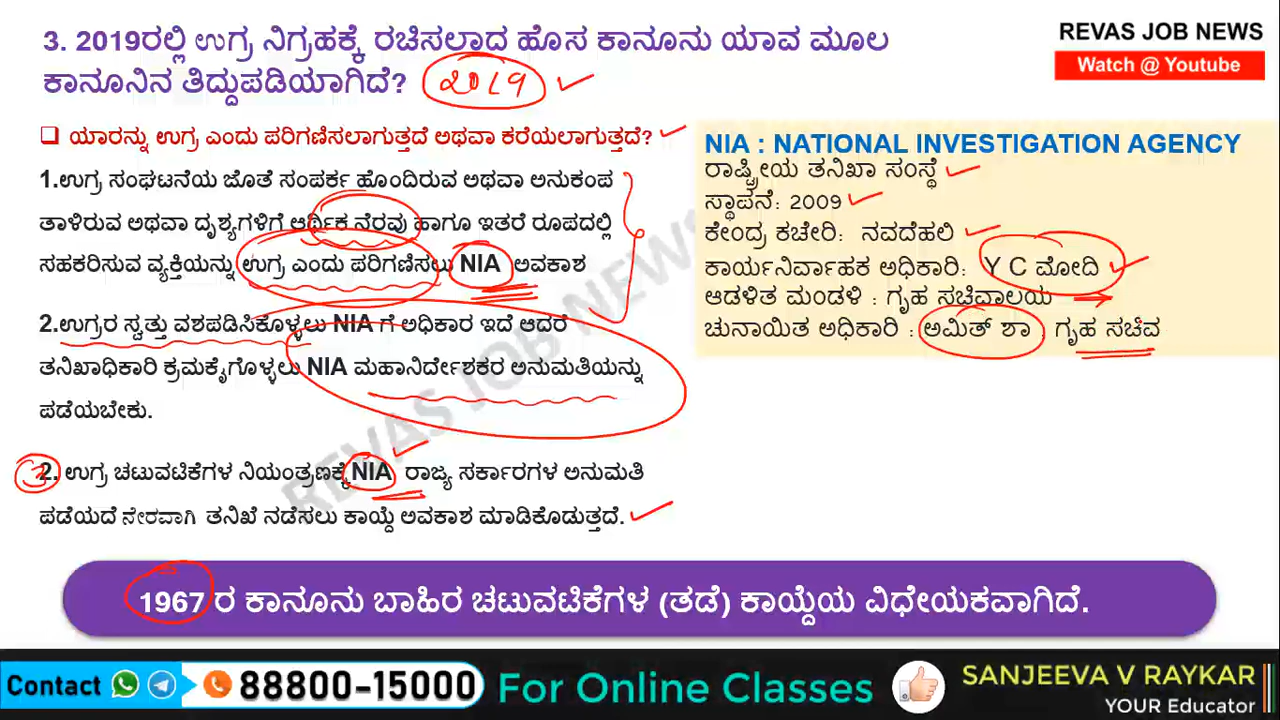 3. 2019ರಲ್ಲಿ ಉಗ್ರ ನಿಗ್ರಹಕ್ಕೆ ರಚಿಸಲಾದ ಹೊಸ ಕಾನೂನು ಯಾವ ಮೂಲ
ಕಾನೂನಿನ ತಿದ್ದುಪಡಿಯಾಗಿದೆ? 2019
REVAS JOB NEWS
Watch @ Youtube
ಯಾರನ್ನು ಉಗ್ರ ಎಂದು ಪರಿಗಣಿಸಲಾಗುತ್ತದೆ ಅಥವಾ ಕರೆಯಲಾಗುತ್ತದೆ?
1.ಉಗ್ರ ಸಂಘಟನೆಯ ಜೊತೆ ಸಂಪರ್ಕ ಹೊಂದಿರುವ ಅಥವಾ ಅನುಕಂಪ
ತಾಳಿರುವ ಅಥವಾ ದೃಶ್ಯಗಳಿಗೆ ಆರ್ಥಿಕ ನೆರವು ಹಾಗೂ ಇತರೆ ರೂಪದಲ್ಲಿ
ಸಹಕರಿಸುವ ವ್ಯಕ್ತಿಯನ್ನು ಉಗ್ರ ಎಂದು ಪರಿಗಣಿಸಲು NIA ಅವಕಾಶ
2.ಉಗ್ರರ ಸ್ವತ್ತು ವಶಪಡಿಸಿಕೊಳ್ಳಲು NIA ಗೆ ಅಧಿಕಾರ ಇದೆ ಆದರೆ
ತನಿಖಾಧಿಕಾರಿ ಕ್ರಮಕೈಗೊಳ್ಳಲು NIA ಮಹಾನಿರ್ದೇಶಕರ ಅನುಮತಿಯನ್ನು
ಪಡೆಯಬೇಕು.
3 2. ಉಗ್ರ ಚಟುವಟಿಕೆಗಳ ನಿಯಂತ್ರಣಕ್ಕೆ NIA ರಾಜ್ಯ ಸರ್ಕಾರಗಳ ಅನುಮತಿ
ಪಡೆಯದೆ ನೇರವಾಗಿ ತನಿಖೆ ನಡೆಸಲು ಕಾಯ್ದೆ ಅವಕಾಶ ಮಾಡಿಕೊಡುತ್ತದೆ.
NIA : NATIONAL INVESTIGATION AGENCY
ರಾಷ್ಟ್ರೀಯ ತನಿಖಾ ಸಂಸ್ಥೆ
ಸ್ಥಾಪನೆ: 2009
ಕೇಂದ್ರ ಕಚೇರಿ: ನವದೆಹಲಿ
ಕಾರ್ಯನಿರ್ವಾಹಕ ಅಧಿಕಾರಿ: Y C ಮೋದಿ
ಆಡಳಿತ ಮಂಡಳಿ : ಗೃಹ ಸಚಿವಾಲಯ
ಚುನಾಯಿತ ಅಧಿಕಾರಿ : ಅಮಿತ್ ಶಾ ಗೃಹ ಸಚಿವ
REVAS JOB NEWS
1967 ರ ಕಾನೂನು ಬಾಹಿರ ಚಟುವಟಿಕೆಗಳ (ತಡೆ) ಕಾಯ್ದೆಯ ವಿಧೇಯಕವಾಗಿದೆ.
Contact 88800-15000 For Online Classes
SANJEEVA V RAYKAR
YOUR Educator